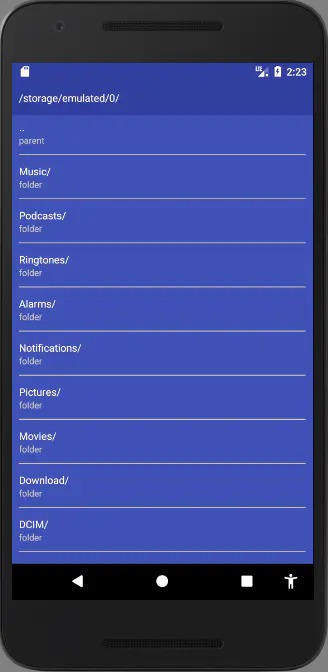 LTE 2:23
/storage/emulated/0/
..
parent
Music/
folder
Podcasts/
folder
Ringtones/
folder
Alarms/
folder
Notifications/
folder
Pictures/
folder
Movies/
folder
Download/
folder
DCIM/
folder